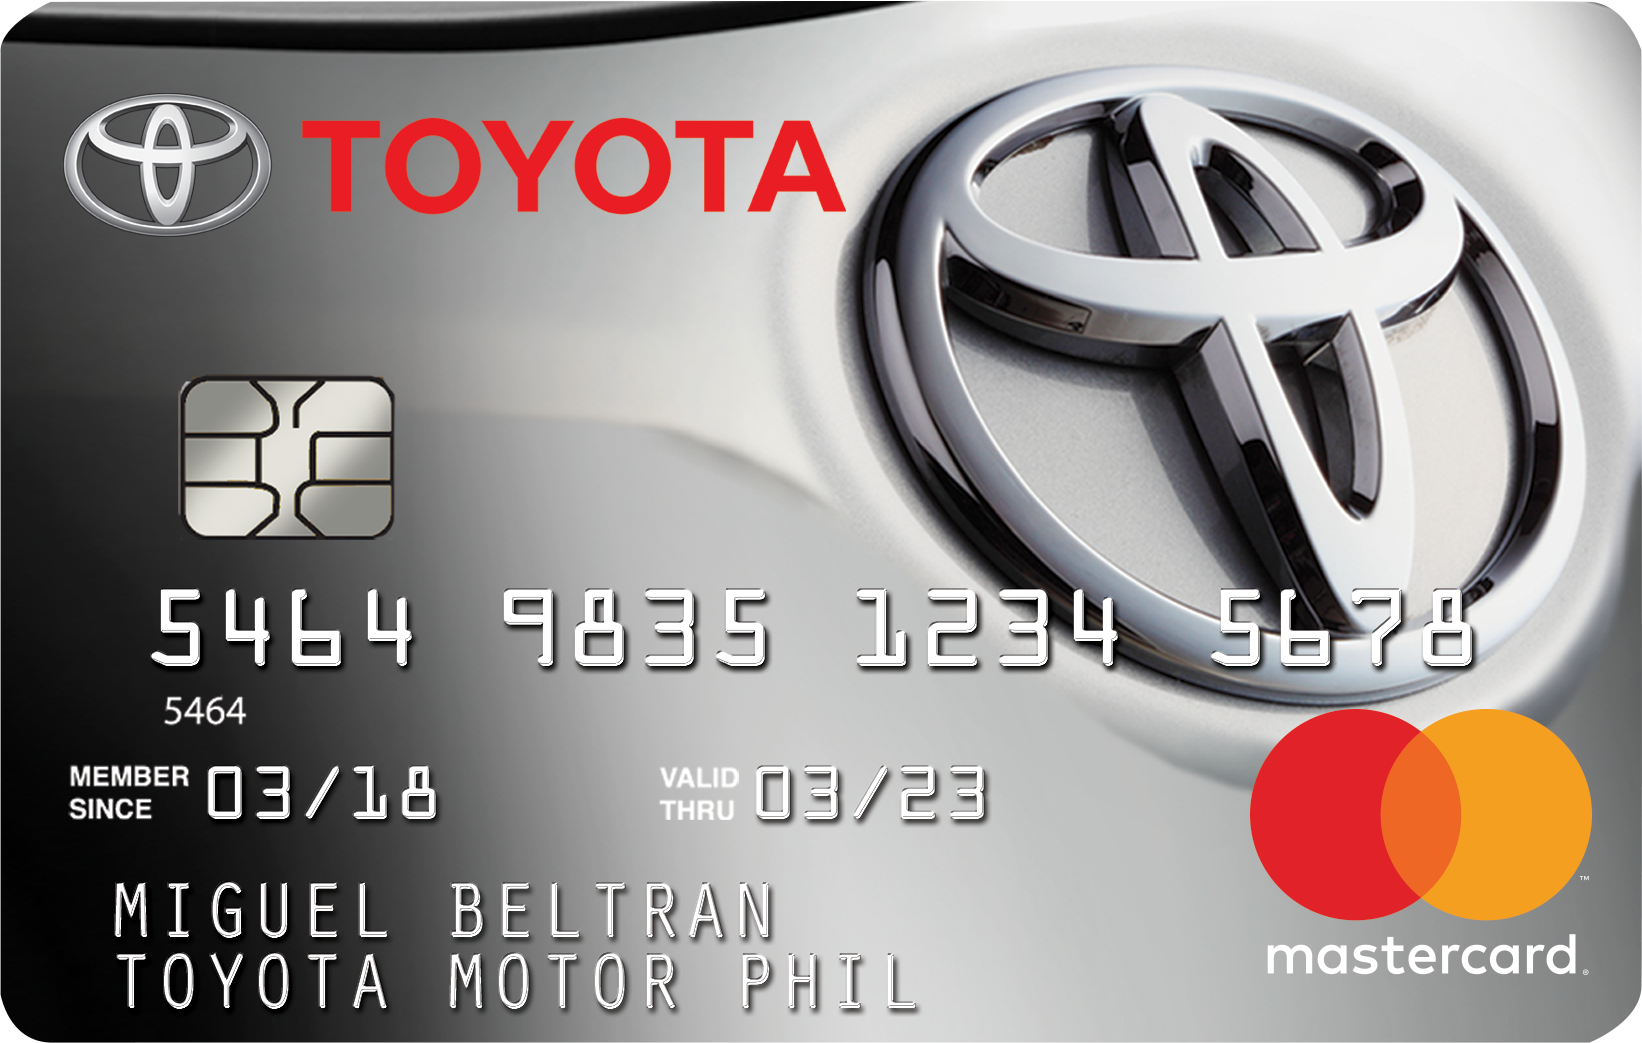 TOYOTA
5464 9835 1234 5678
5464
MEMBER SINCE 03/18 VALID THRU 03/23
MIGUEL BELTRAN
TOYOTA MOTOR PHIL
mastercard